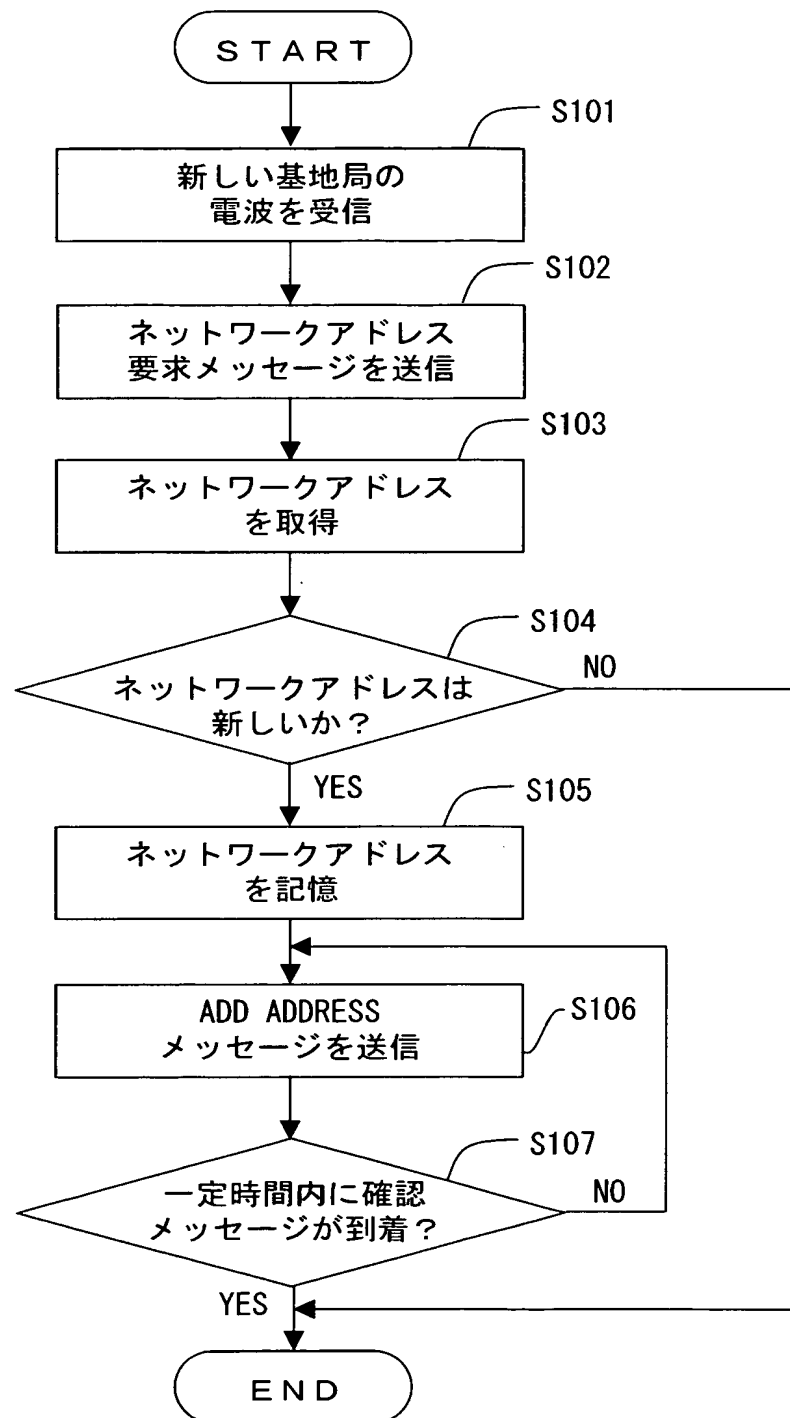 START
S101
新しい基地局の
電波を受信
S102
ネットワークアドレス
要求メッセージを送信
S103
ネットワークアドレス
を取得
S104
ネットワークアドレスは
新しいか？
NO
YES
S105
ネットワークアドレス
を記憶
ADD ADDRESS
メッセージを送信
S106
S107
一定時間内に確認
メッセージが到着？
NO
YES
END